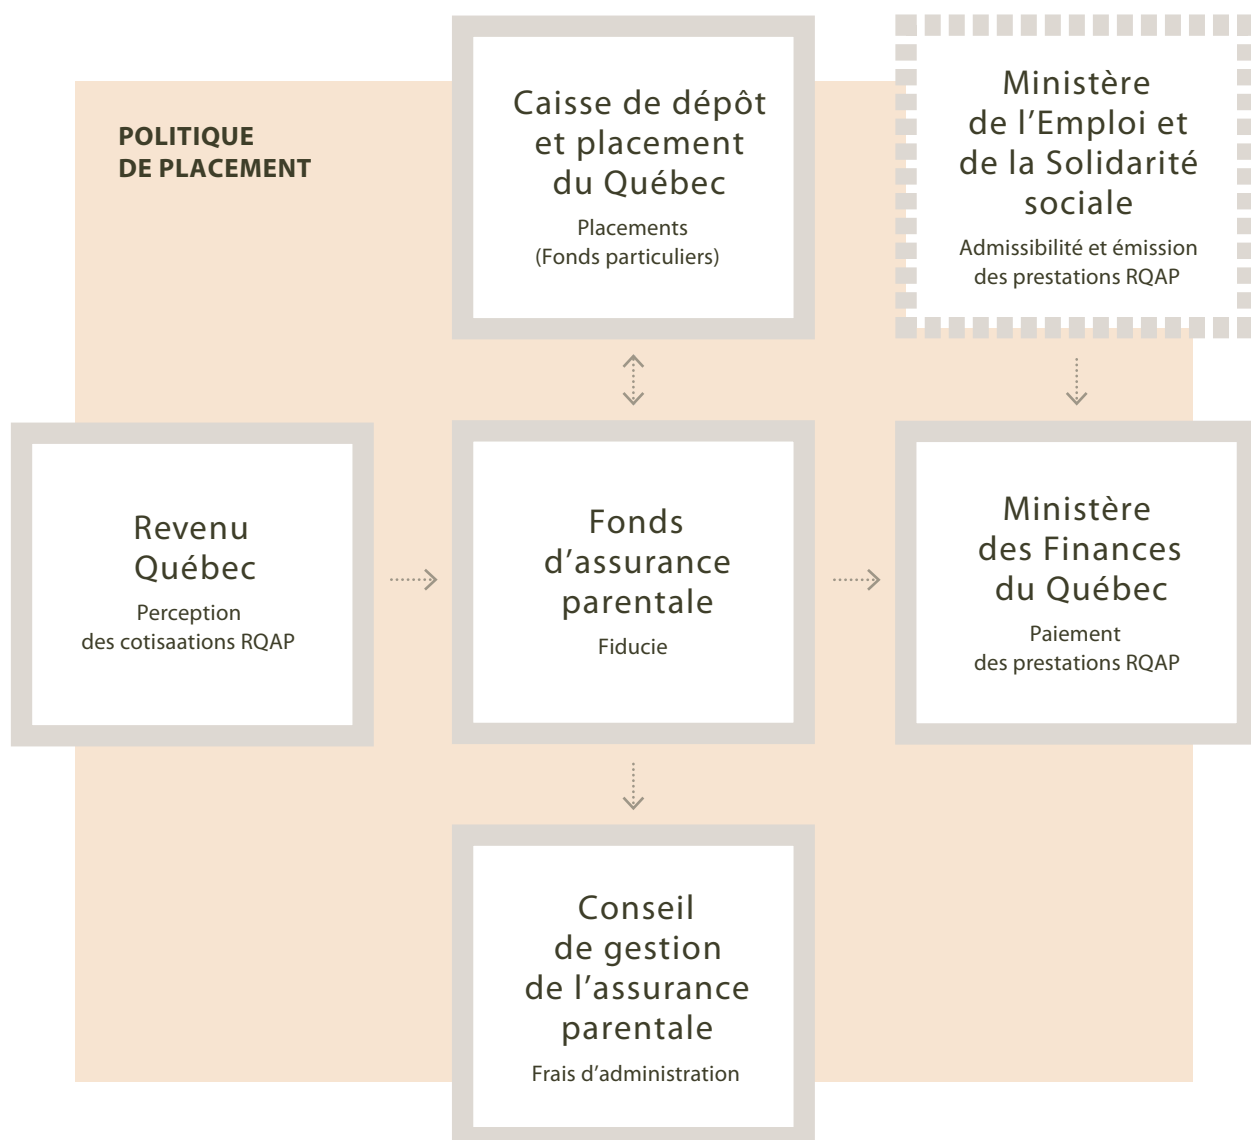 POLITIQUE
DE PLACEMENT
Caisse de dépôt
et placement
du Québec
Placements
(Fonds particuliers)
Ministère
de l'Emploi et
de la Solidarité
sociale
Admissibilité et émission
des prestations RQAP
Revenu
Québec
Perception
des cotisaations RQAP
Fonds
d'assurance
parentale
Fiducie
Ministère
des Finances
du Québec
Paiement
des prestations RQAP
Conseil
de gestion
de l'assurance
parentale
Frais d'administration